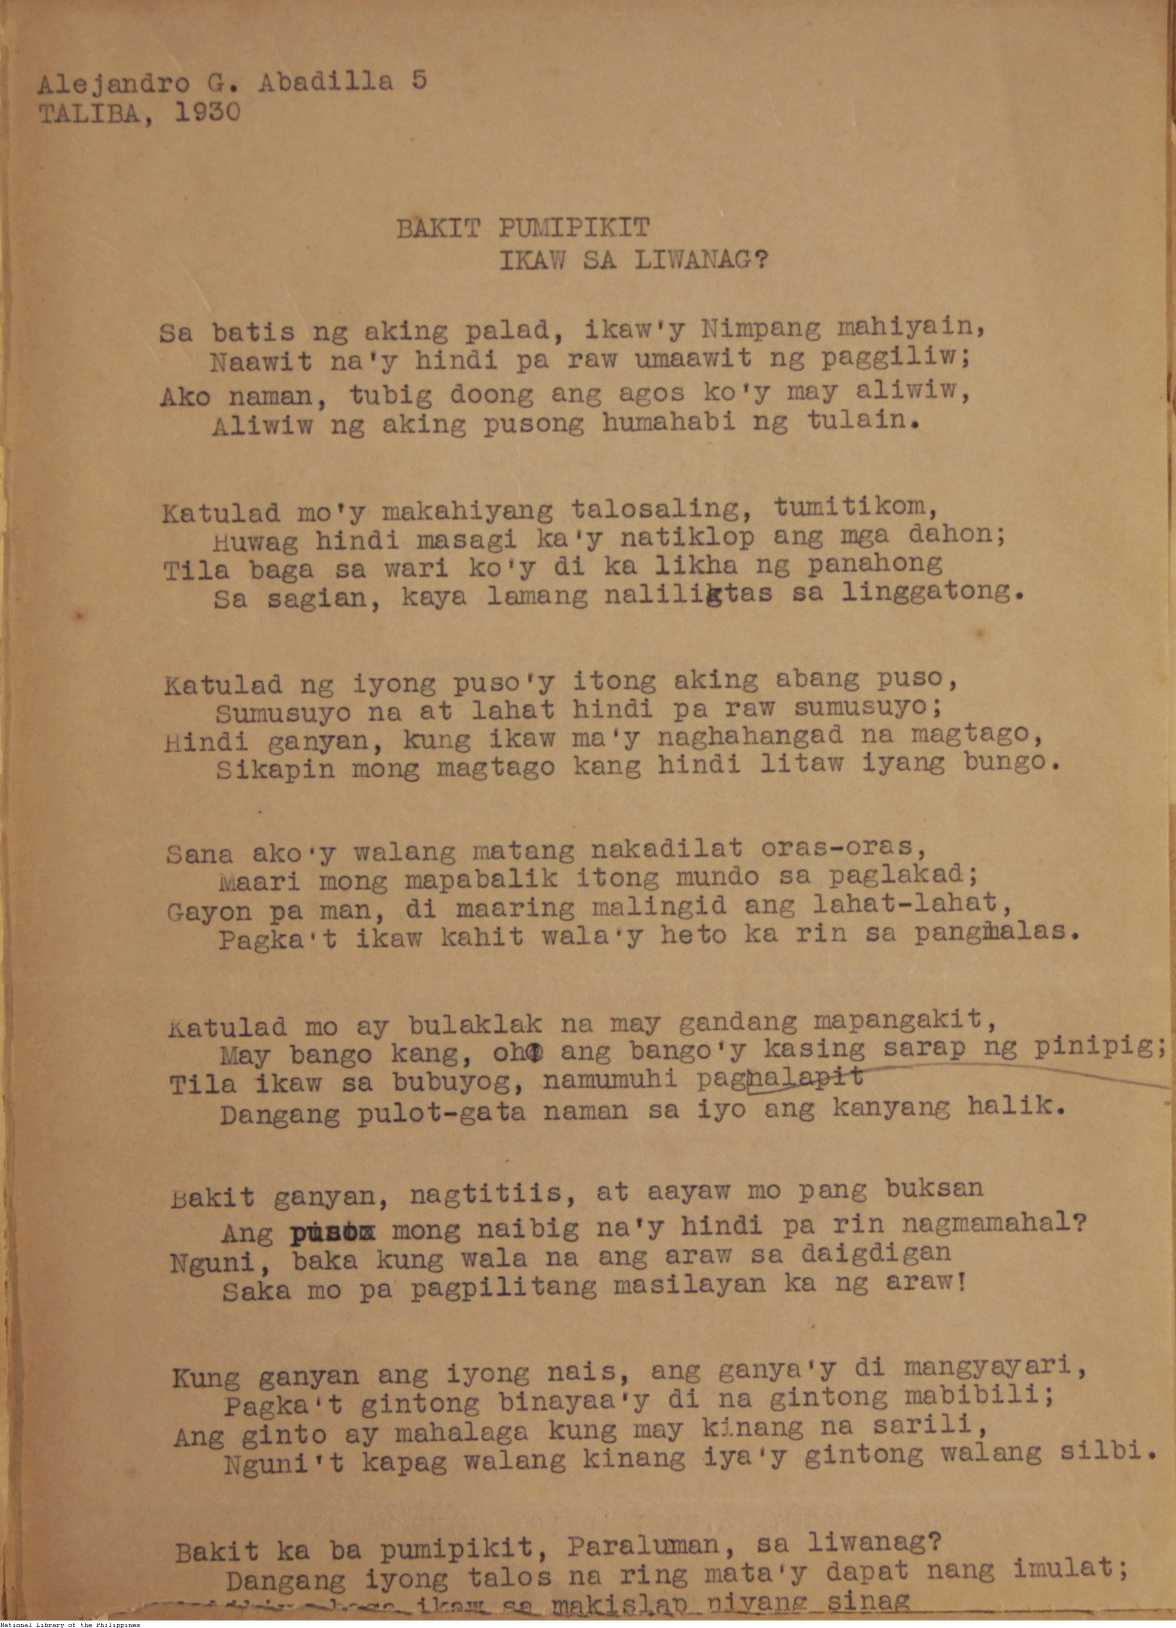 Alejandro G. Abadilla 5
TALIBA, 1930
BAKIT PUMIPIKIT
IKAW SA LIWANAG?
Sa batis ng aking palad, ikaw'y Nimpang mahiyain,
Naawit na'y hindi pa raw umaawit ng paggiliw;
Ako naman, tubig doong ang agos ko'y may aliwiw,
Aliwiw ng aking pusong humahabi ng tulain.
Katulad mo'y makahiyang talosaling, tumitikom,
Huwag hindi masagi ka'y natiklop ang mga dahon;
Tila baga sa wari ko'y di ka likha ng panahong
Sa sagian, kaya lamang naliligtas sa linggatong.
Katulad ng iyong puso'y itong aking abang puso,
Sumusuyo na at lahat hindi pa raw sumusuyo;
Hindi ganyan, kung ikaw ma'y naghahangad na magtago,
Sikapin mong magtago kang hindi litaw iyang bungo.
Sana ako'y walang matang nakadilat oras-oras,
Maari mong mapabalik itong mundo sa paglakad;
Gayon pa man, di maaring malingid ang lahat-lahat,
Pagka't ikaw kahit wala'y heto ka rin sa pangmalas.
Katulad mo ay bulaklak na may gandang mapangakit,
May bango kang, oh! ang bango'y kasing sarap ng pinipig;
Tila ikaw sa bubuyog, namumuhi paghalapit
Dangang pulot-gata naman sa iyo ang kanyang halik.
Bakit ganyan, nagtitiis, at aayaw mo pang buksan
Ang puso mong naibig na'y hindi pa rin nagmamahal?
Nguni, baka kung wala na ang araw sa daigdigan
Saka mo pa pagpilitang masilayan ka ng araw!
Kung ganyan ang iyong nais, ang ganya'y di mangyayari,
Pagka't gintong binayaa'y di na gintong mabibili;
Ang ginto ay mahalaga kung may kinang na sarili,
Nguni't kapag walang kinang iya'y gintong walang silbi.
Bakit ka ba pumipikit, Paraluman, sa liwanag?
Dangang iyong talos na ring mata'y dapat nang imulat;
ikaw sa makislap niyang sinag
National Library of the Philippines